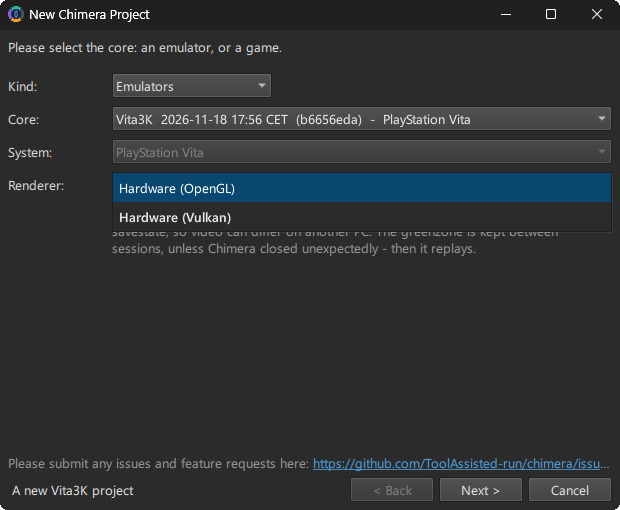 New Chimera Project
Please select the core: an emulator, or a game.
Kind: Emulators
Core: Vita3K 2026-11-18 17:56 CET (b6656eda) - PlayStation Vita
System: PlayStation Vita
Renderer:
Hardware (OpenGL)
Hardware (Vulkan)
savestate, so video can differ on another PC. The greenzone is kept between
sessions, unless Chimera closed unexpectedly - then it replays.
Please submit any issues and feature requests here: https://github.com/ToolAssisted-run/chimera/issu...
A new Vita3K project < Back Next > Cancel